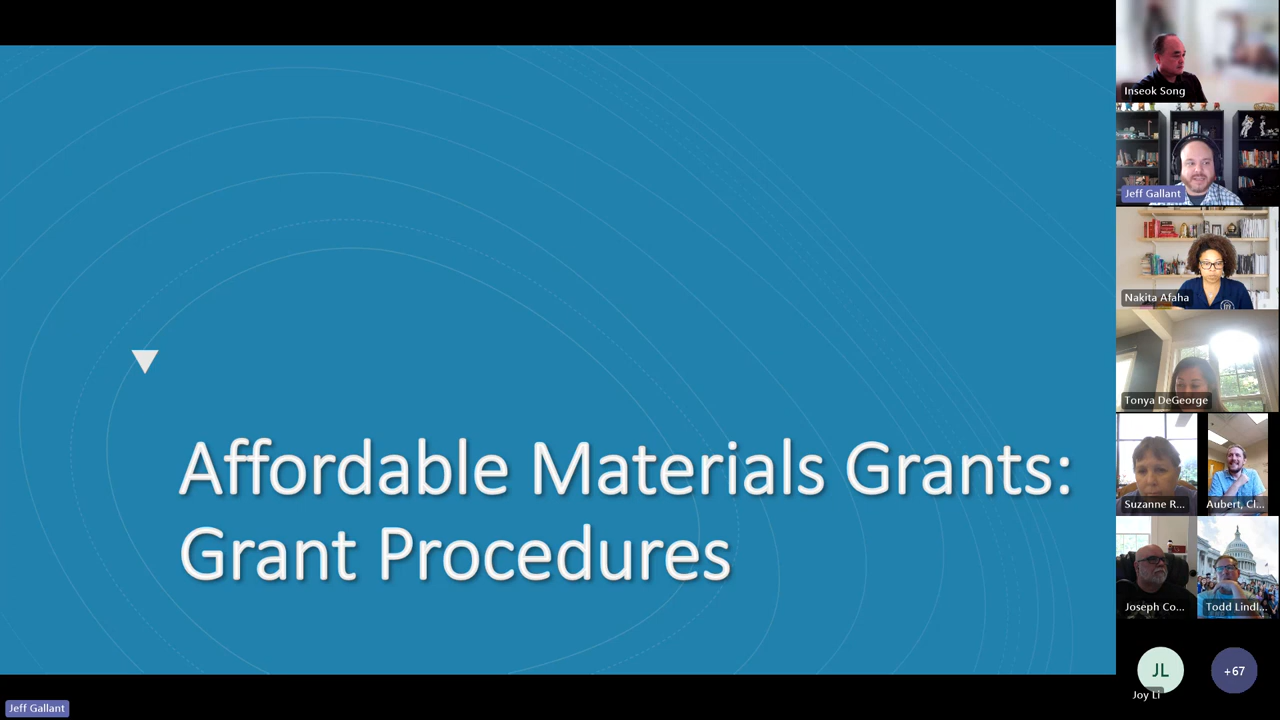 Affordable Materials Grants:
Grant Procedures
Inseok Song
Jeff Gallant
Nakita Afaha
Tonya DeGeorge
Suzanne R...
Aubert, Cl...
Joseph Co...
Todd Lindl...
JL
Joy Li
+67
Jeff Gallant